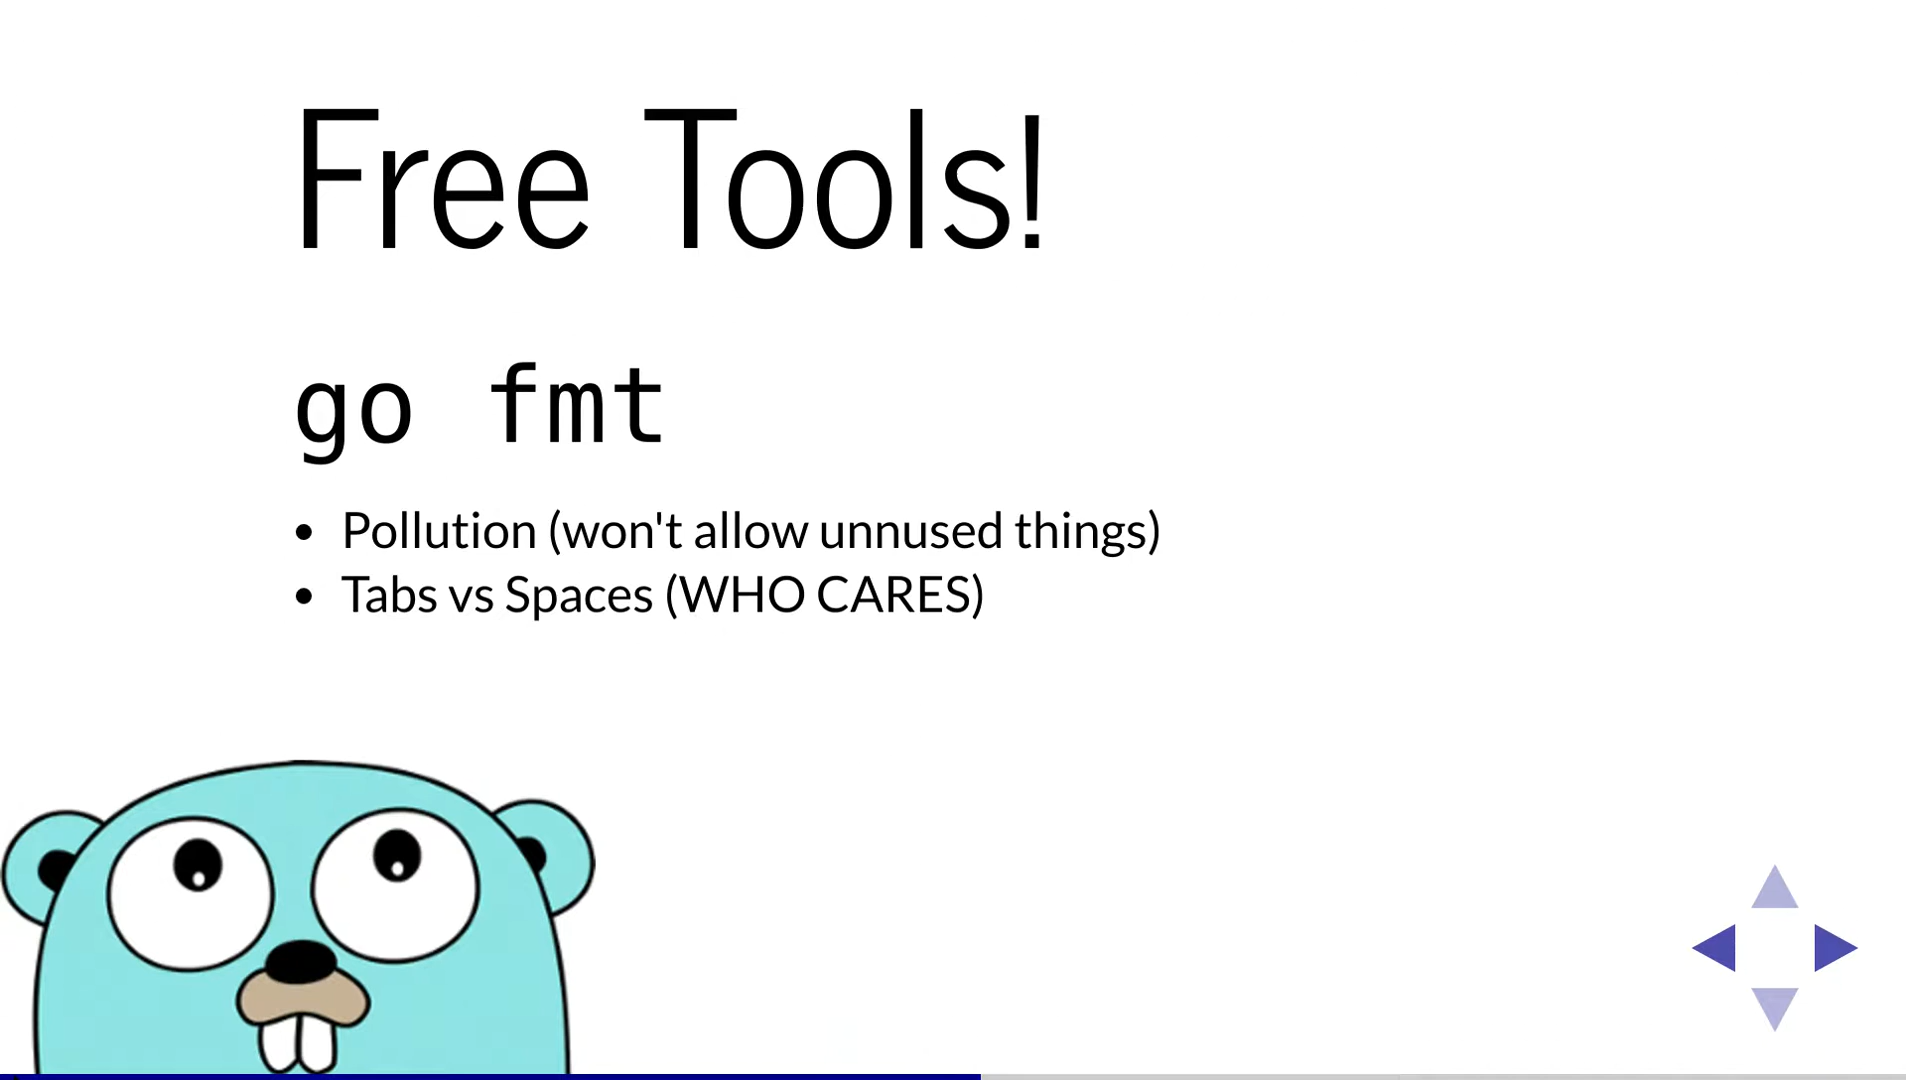 Free Tools!
go fmt
• Pollution (won't allow unnused things)
• Tabs vs Spaces (WHO CARES)